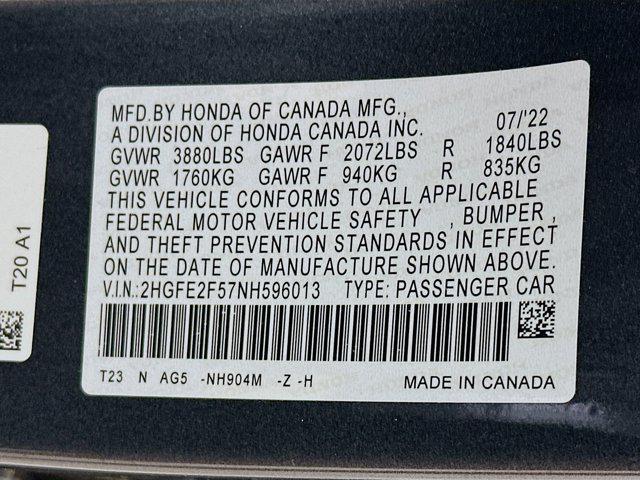 MFD.BY HONDA OF CANADA MFG.,
A DIVISION OF HONDA CANADA INC. 07/'22
GVWR 3880LBS GAWR F 2072LBS R 1840LBS
GVWR 1760KG GAWR F 940KG R 835KG
THIS VEHICLE CONFORMS TO ALL APPLICABLE
FEDERAL MOTOR VEHICLE SAFETY , BUMPER ,
AND THEFT PREVENTION STANDARDS IN EFFECT
ON THE DATE OF MANUFACTURE SHOWN ABOVE.
V.I.N.:2HGFE2F57NH596013 TYPE: PASSENGER CAR
T23 N AG5 -NH904M -Z -H MADE IN CANADA
T20 A1